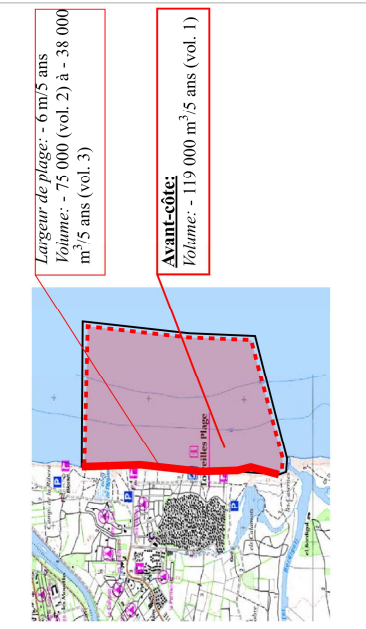 Largeur de plage: - 6 m/5 ans
Volume: - 75 000 (vol. 2) à - 38 000
m³/5 ans (vol. 3)
Avant-côte:
Volume: - 119 000 m³/5 ans (vol. 1)
Plage
P
P
P
P